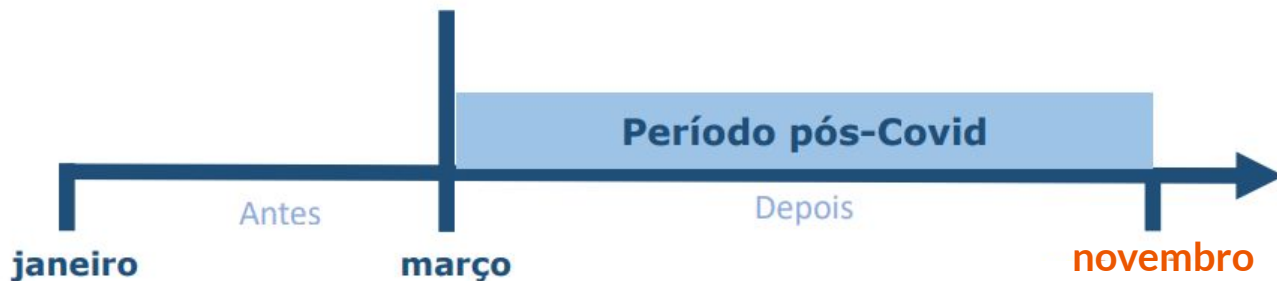 Período pós-Covid
Antes
Depois
janeiro
março
novembro